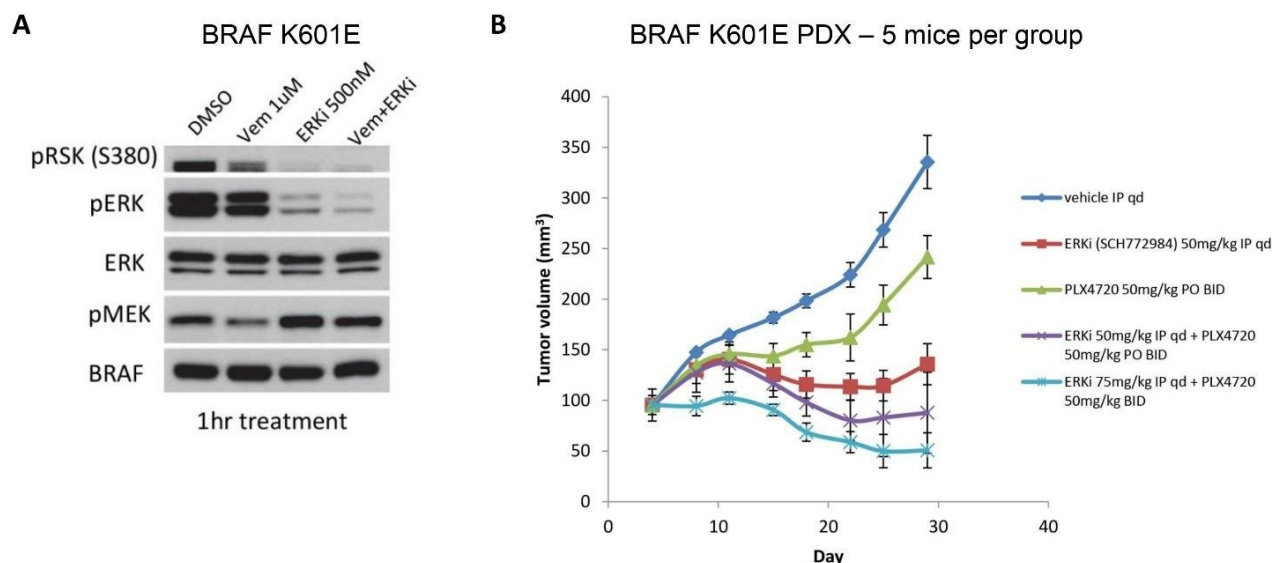 A
BRAF K601E
DMSO
Vem 1uM
ERKi 500nM
Vem+ERKi
pRSK (S380)
pERK
ERK
pMEK
BRAF
1hr treatment
B
BRAF K601E PDX – 5 mice per group
Tumor volume (mm³)
400
350
300
250
200
150
100
50
0
0 10 20 30 40
Day
vehicle IP qd
ERKi (SCH772984) 50mg/kg IP qd
PLX4720 50mg/kg PO BID
ERKi 50mg/kg IP qd + PLX4720
50mg/kg PO BID
ERKi 75mg/kg IP qd + PLX4720
50mg/kg BID